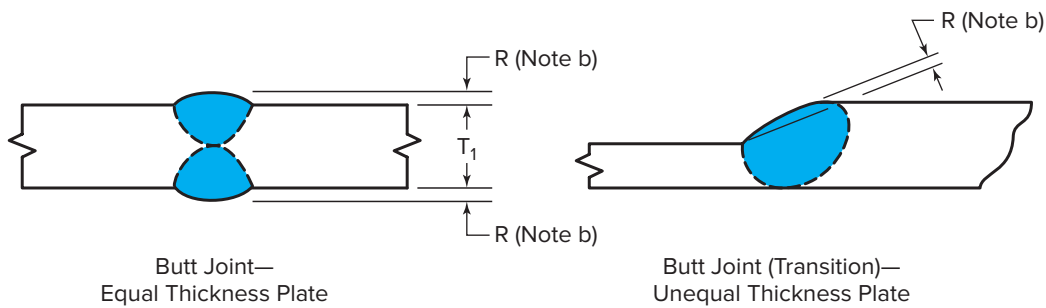 R (Note b)
R (Note b)
T1
R (Note b)
Butt Joint—
Equal Thickness Plate
Butt Joint (Transition)—
Unequal Thickness Plate